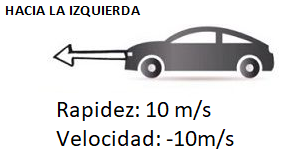 HACIA LA IZQUIERDA
Rapidez: 10 m/s
Velocidad: -10m/s